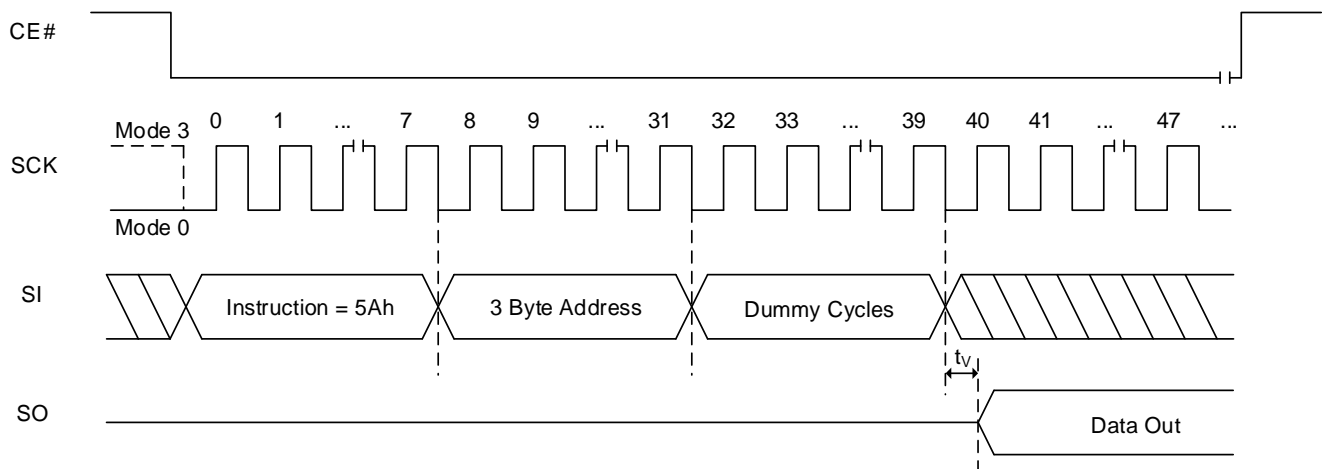 CE#
Mode 3
0 1 ... 7 8 9 ... 31 32 33 ... 39 40 41 ... 47 ...
SCK
Mode 0
SI
Instruction = 5Ah
3 Byte Address
Dummy Cycles
tV
SO
Data Out